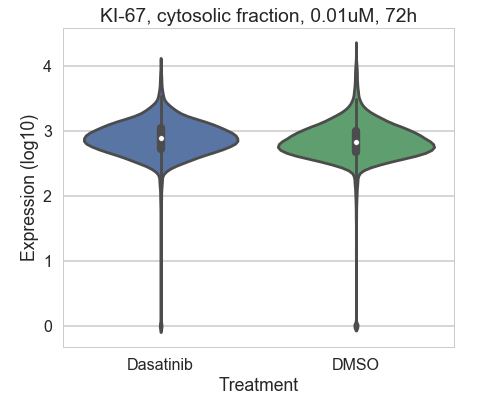 KI-67, cytosolic fraction, 0.01uM, 72h
Expression (log10)
4
3
2
1
0
Dasatinib DMSO
Treatment